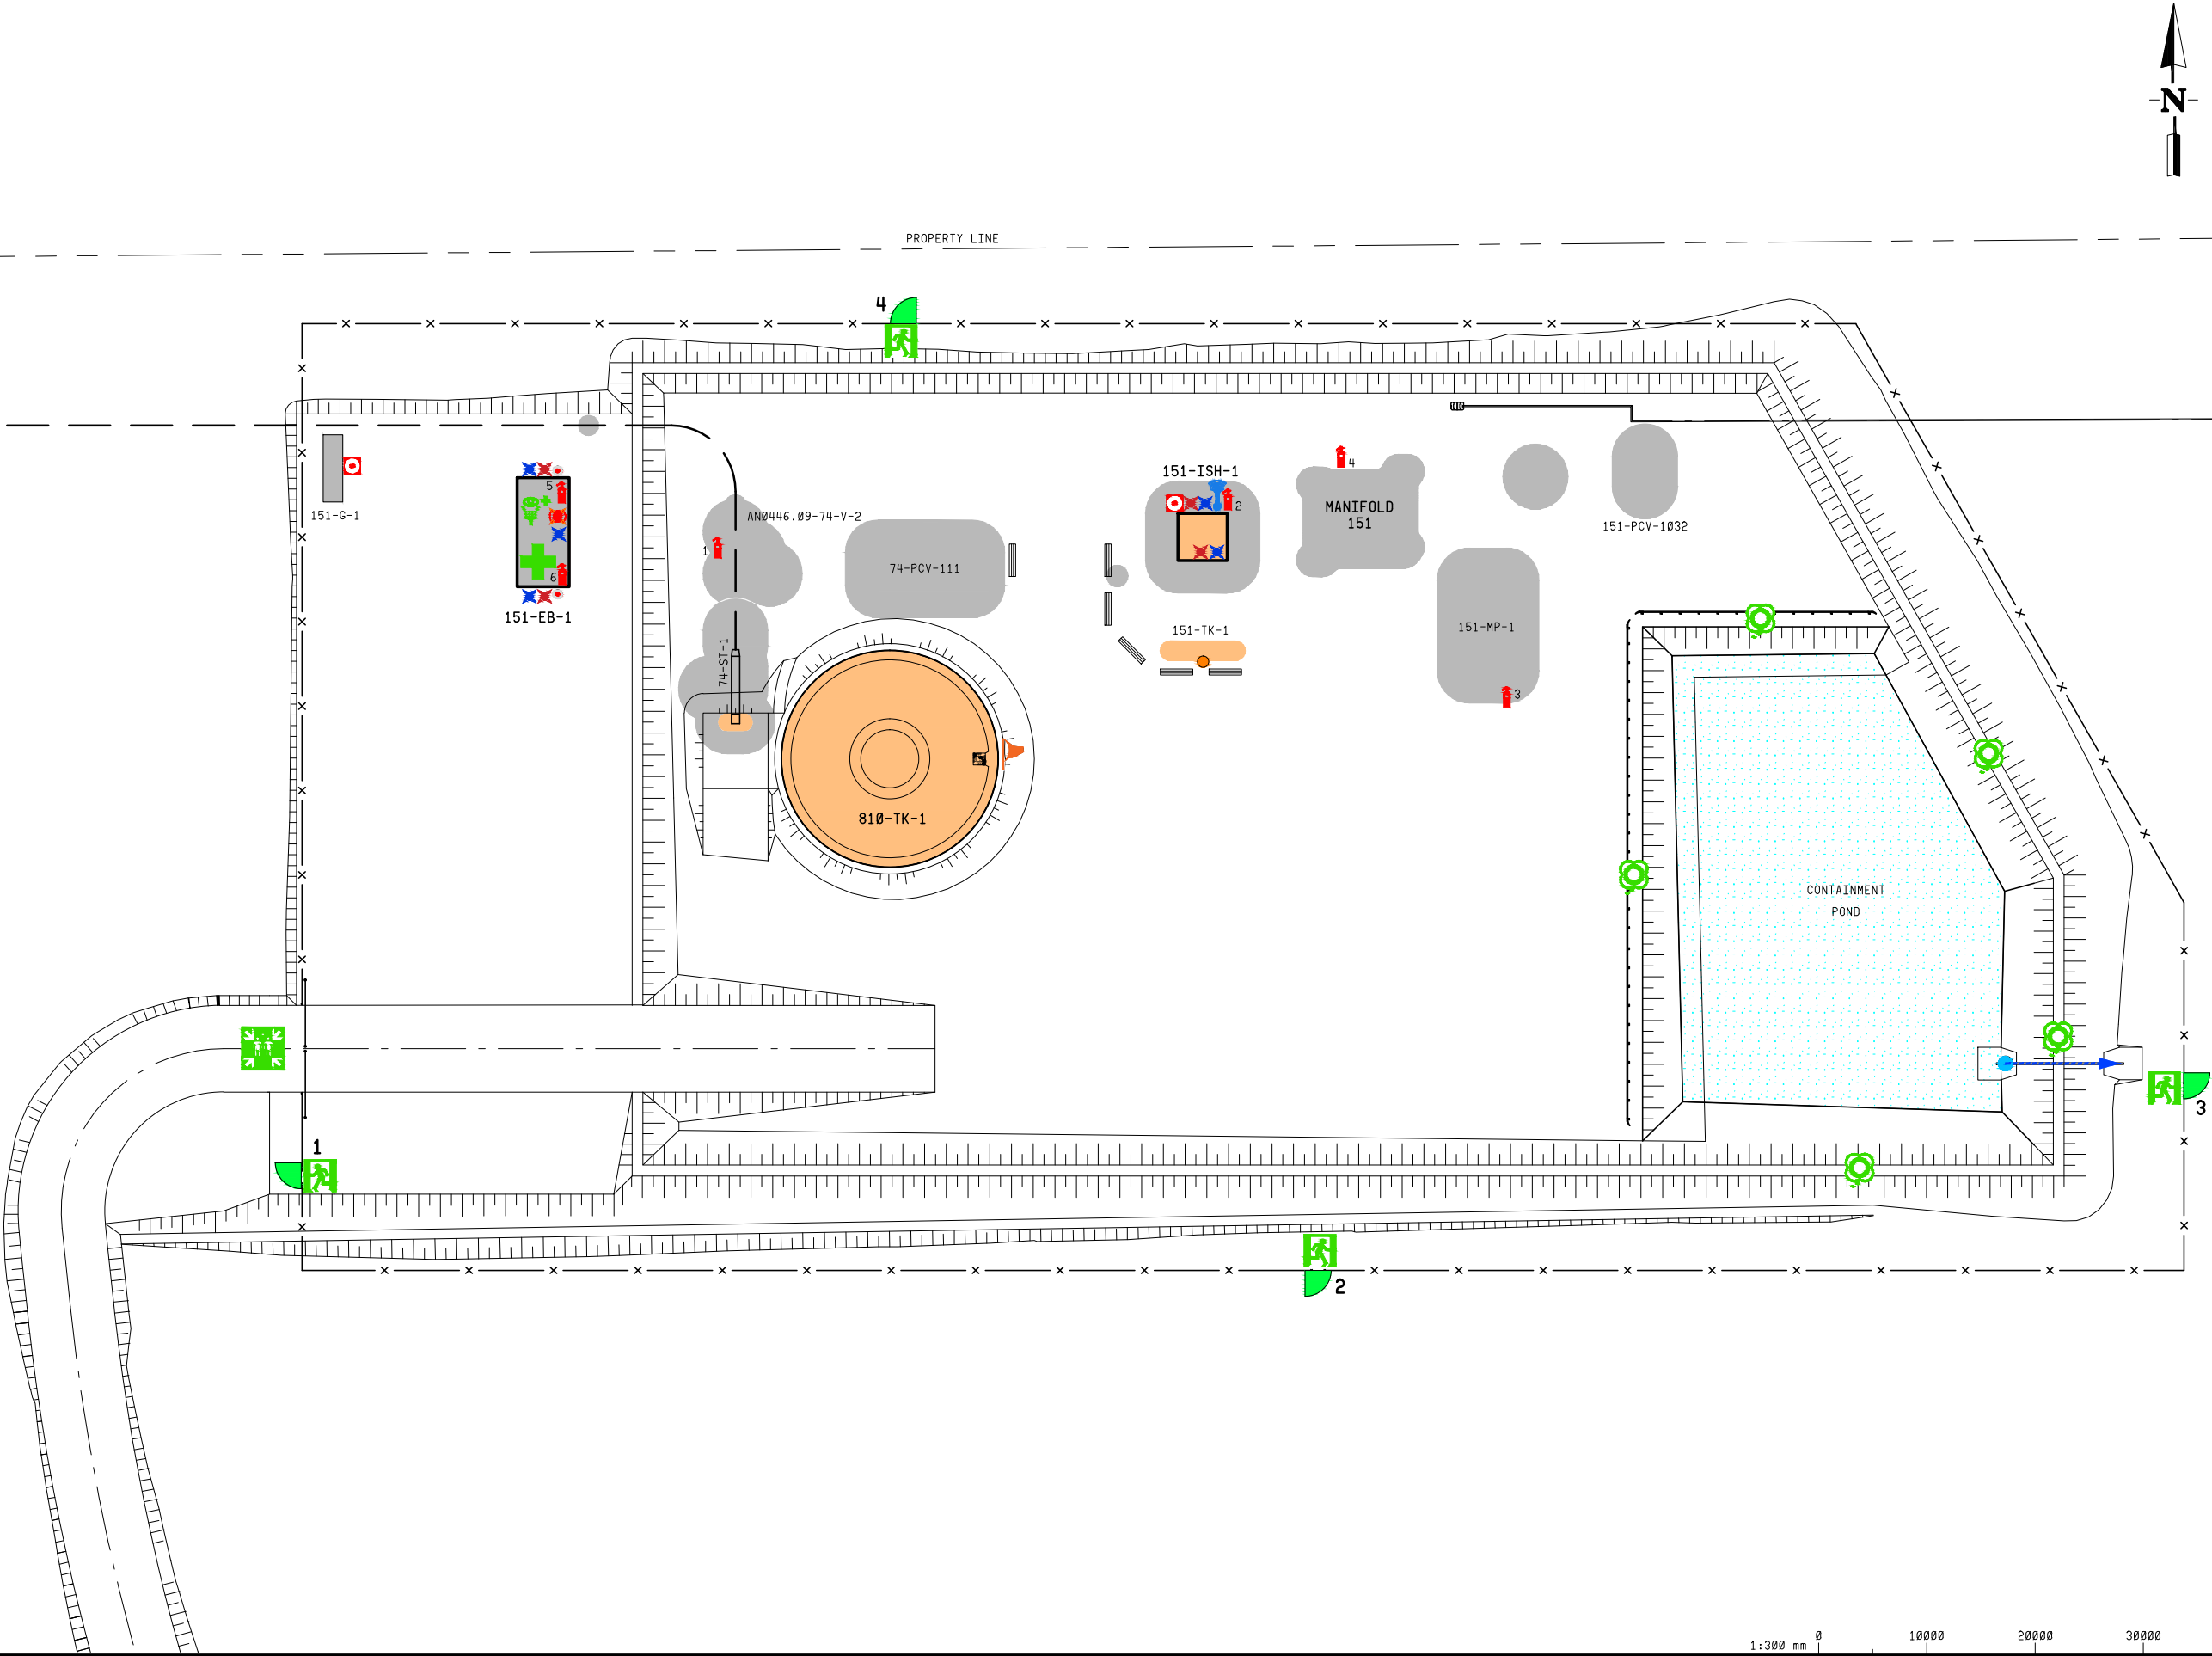 N
PROPERTY LINE
4
151-ISH-1
5
4
2
MANIFOLD
151
151-G-1
AN0446.09-74-V-2
151-PCV-1032
1
74-PCV-111
6
151-EB-1
151-TK-1
151-MP-1
74-ST-1
3
810-TK-1
CONTAINMENT
POND
3
1
2
1:300 mm 0 10000 20000 30000